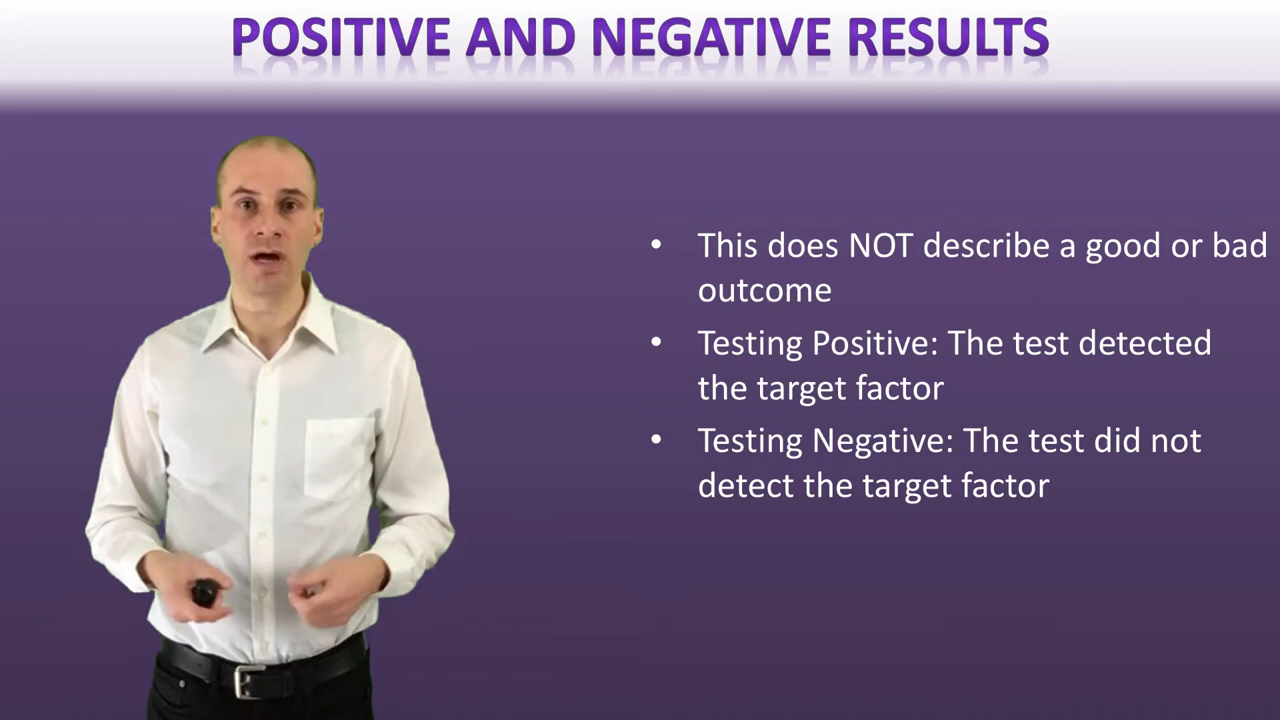 POSITIVE AND NEGATIVE RESULTS
• This does NOT describe a good or bad
outcome
• Testing Positive: The test detected
the target factor
• Testing Negative: The test did not
detect the target factor